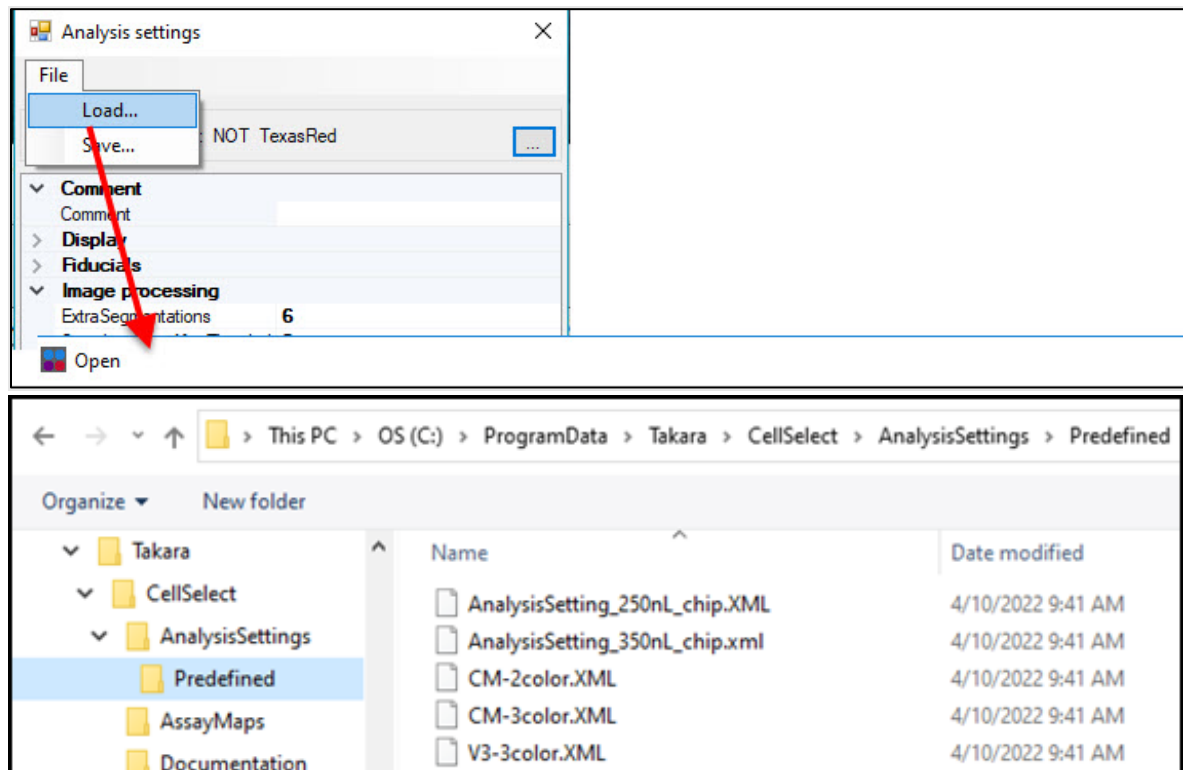 Analysis settings
File
Load...
Save...
NOT TexasRed
...
Comment
Comment
Display
Fiducials
Image processing
ExtraSegmentations 6
Open
This PC > OS (C:) > ProgramData > Takara > CellSelect > AnalysisSettings > Predefined
Organize New folder
Takara
CellSelect
AnalysisSettings
Predefined
AssayMaps
Documentation
Name Date modified
AnalysisSetting_250nL_chip.XML 4/10/2022 9:41 AM
AnalysisSetting_350nL_chip.xml 4/10/2022 9:41 AM
CM-2color.XML 4/10/2022 9:41 AM
CM-3color.XML 4/10/2022 9:41 AM
V3-3color.XML 4/10/2022 9:41 AM